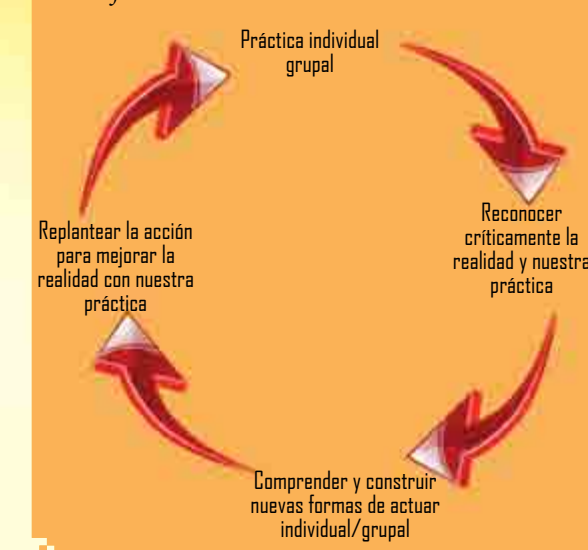 y
Práctica individual
grupal
Reconocer
críticamente la
realidad y nuestra
práctica
Comprender y construir
nuevas formas de actuar
individual/grupal
Replantear la acción
para mejorar la
realidad con nuestra
práctica